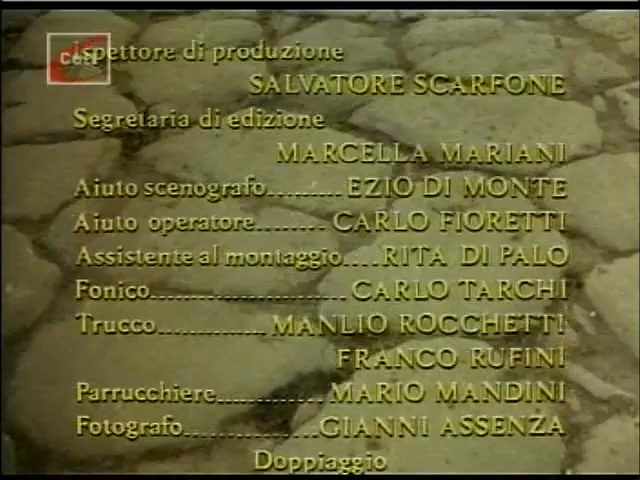 Ispettore di produzione
SALVATORE SCARFONE
Segretaria di edizione
MARCELLA MARIANI
Aiuto scenografo......... EZIO DI MONTE
Aiuto operatore........ CARLO FIORETTI
Assistente al montaggio.... RITA DI PALO
Fonico...................... CARLO TARCHI
Trucco............. MANLIO ROCCHETTI
FRANCO RUFINI
Parrucchiere............ MARIO MANDINI
Fotografo............... GIANNI ASSENZA
Doppiaggio